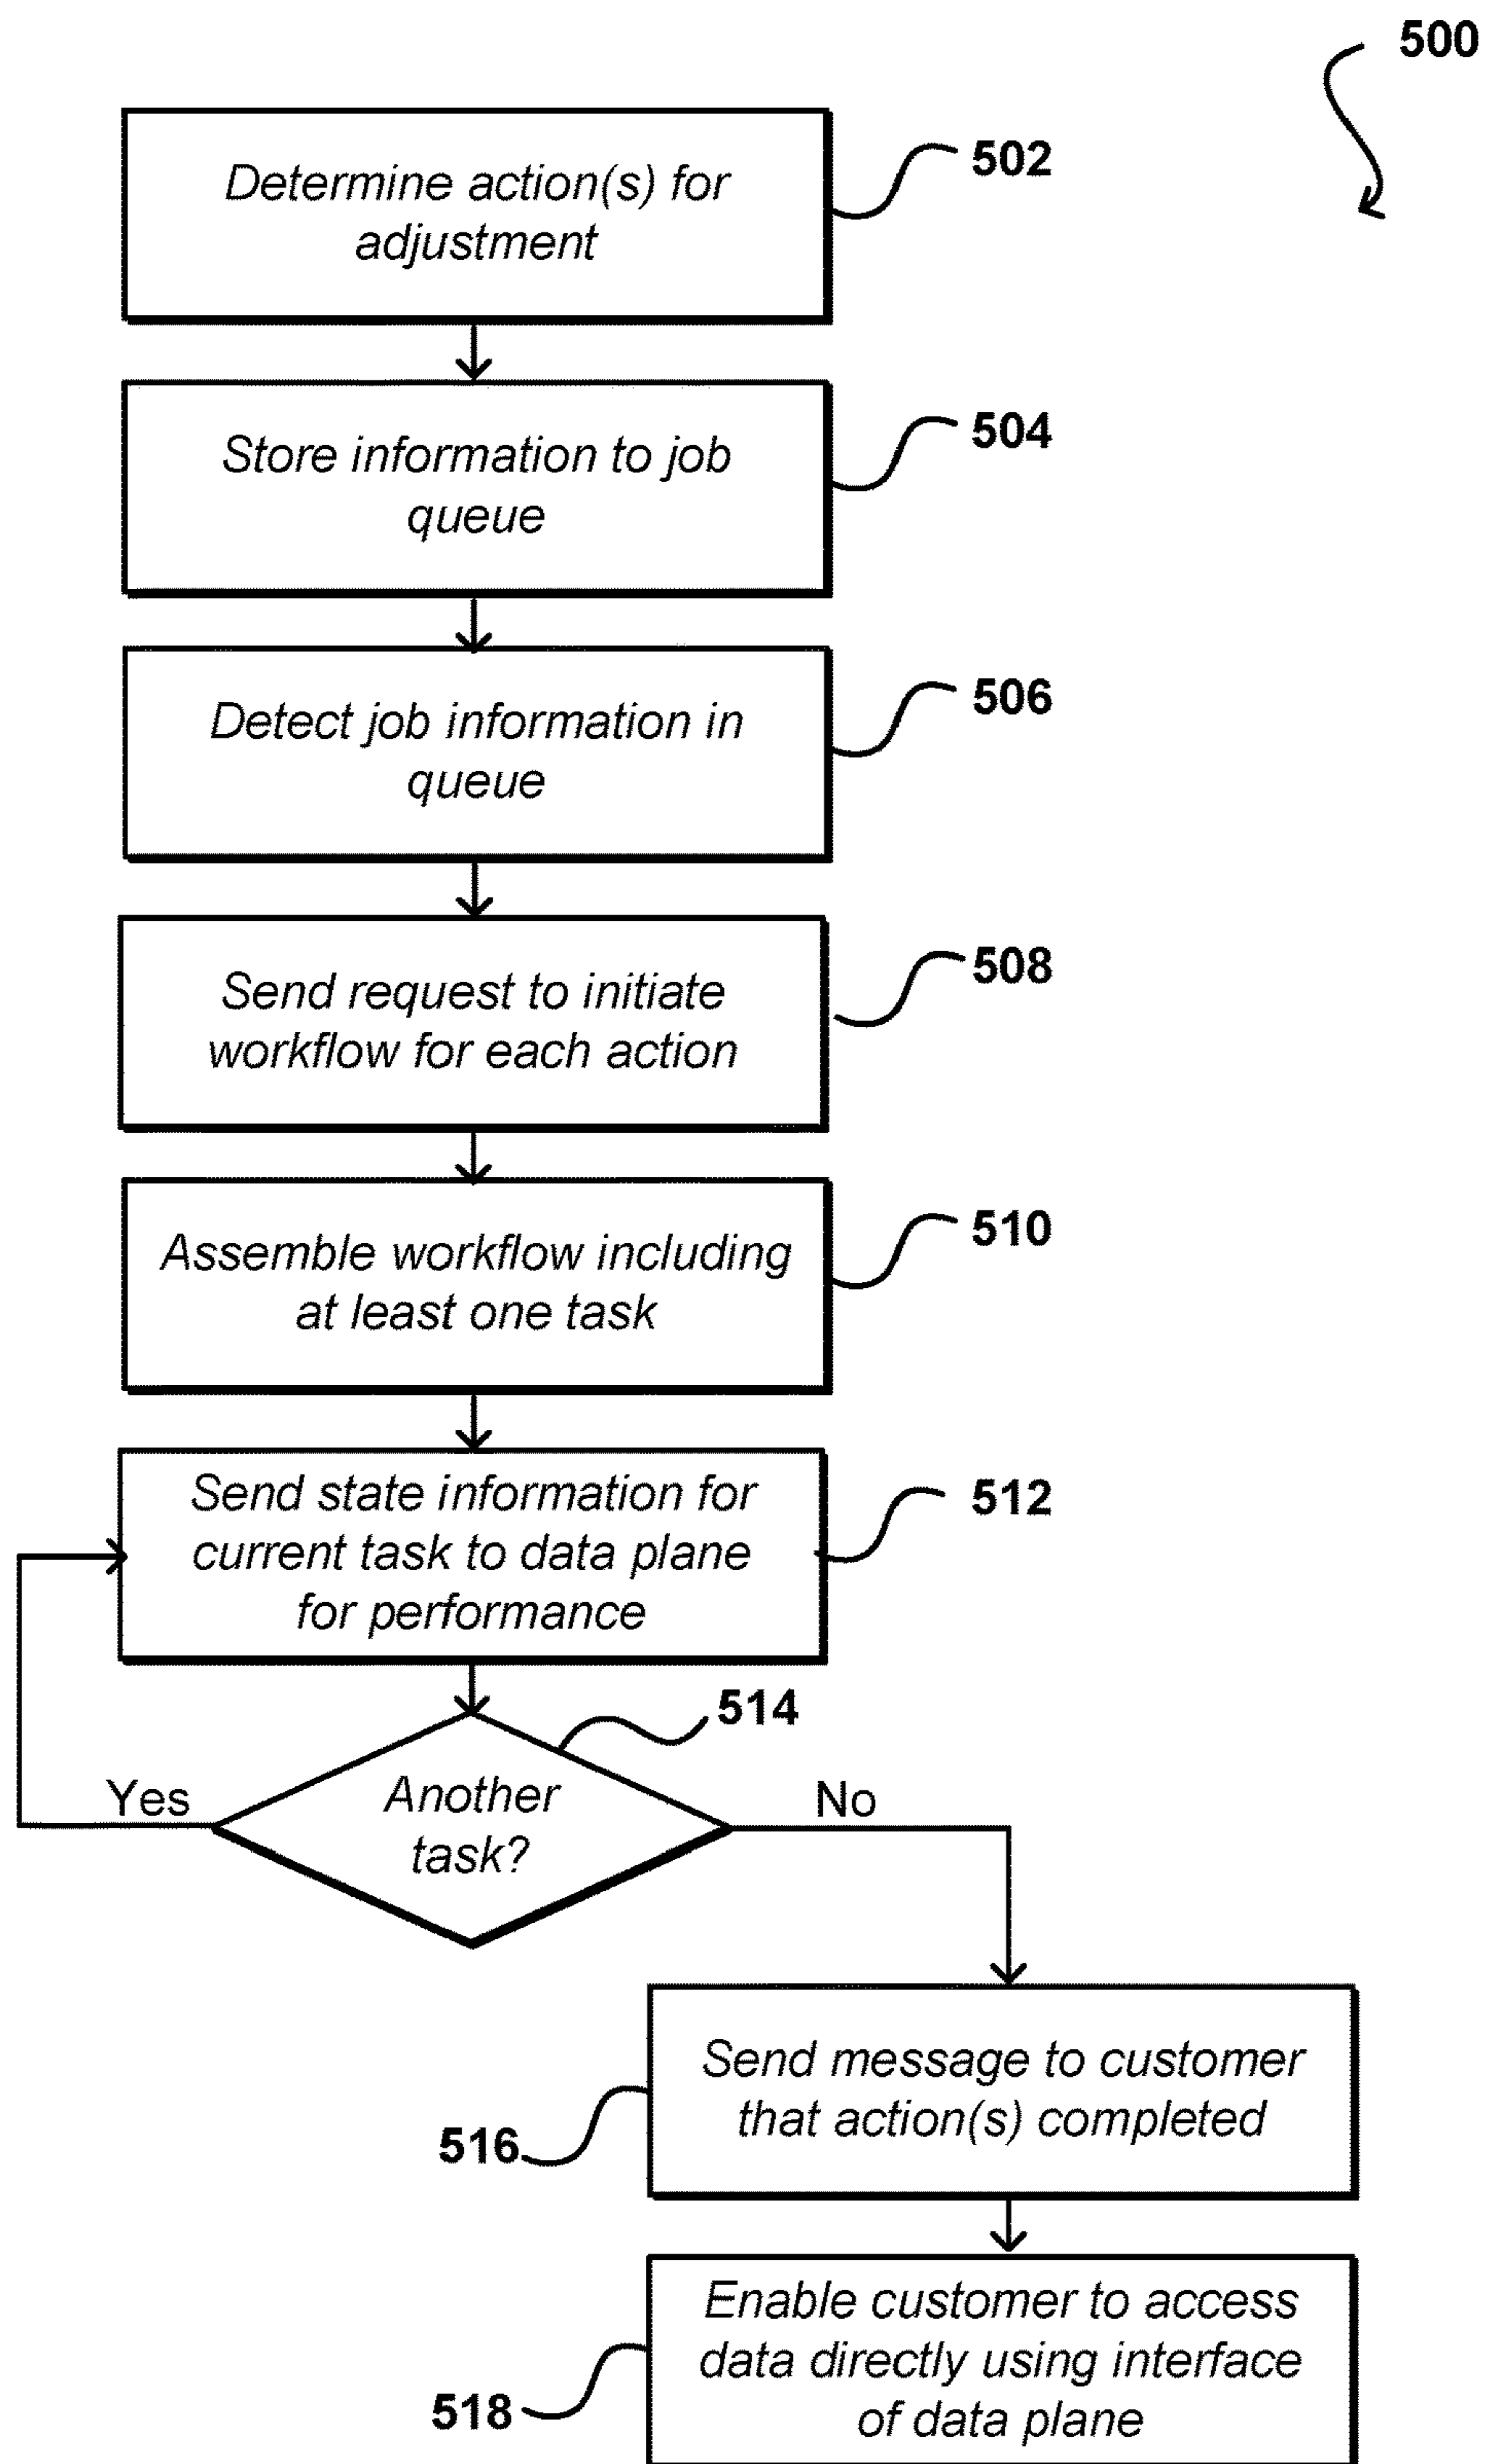 500
Determine action(s) for
adjustment
502
Store information to job
queue
504
Detect job information in
queue
506
Send request to initiate
workflow for each action
508
Assemble workflow including
at least one task
510
Send state information for
current task to data plane
for performance
512
514
Another
task?
Yes
No
Send message to customer
that action(s) completed
516
Enable customer to access
data directly using interface
of data plane
518